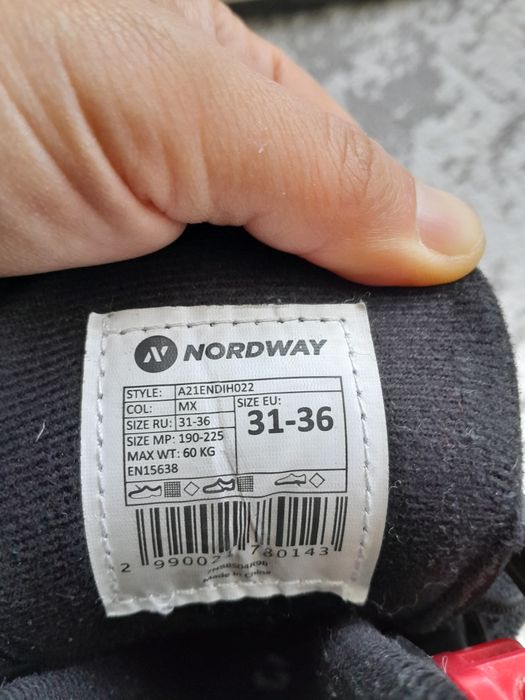 NORDWAY
STYLE: A21ENDIH022
COL: MX
SIZE EU:
SIZE RU: 31-36
31-36
SIZE MP: 190-225
MAX WT: 60 KG
EN15638
2 990021 780143
Made in China